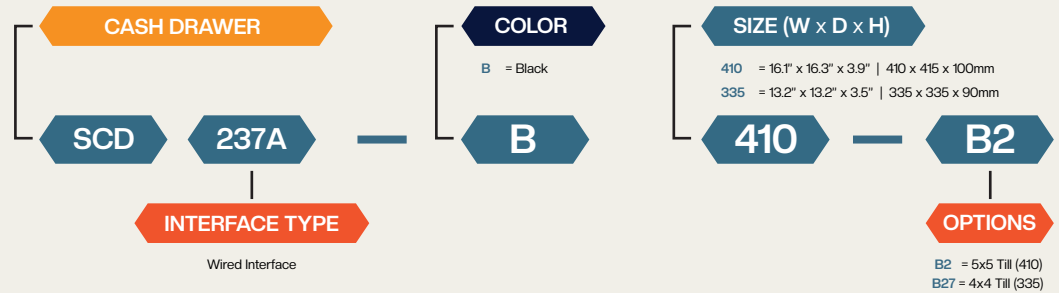 CASH DRAWER
COLOR
SIZE (W x D x H)
B = Black
410 = 16.1" x 16.3" x 3.9" | 410 x 415 x 100mm
335 = 13.2" x 13.2" x 3.5" | 335 x 335 x 90mm
SCD 237A — B 410 — B2
INTERFACE TYPE
OPTIONS
Wired Interface
B2 = 5x5 Till (410)
B27 = 4x4 Till (335)